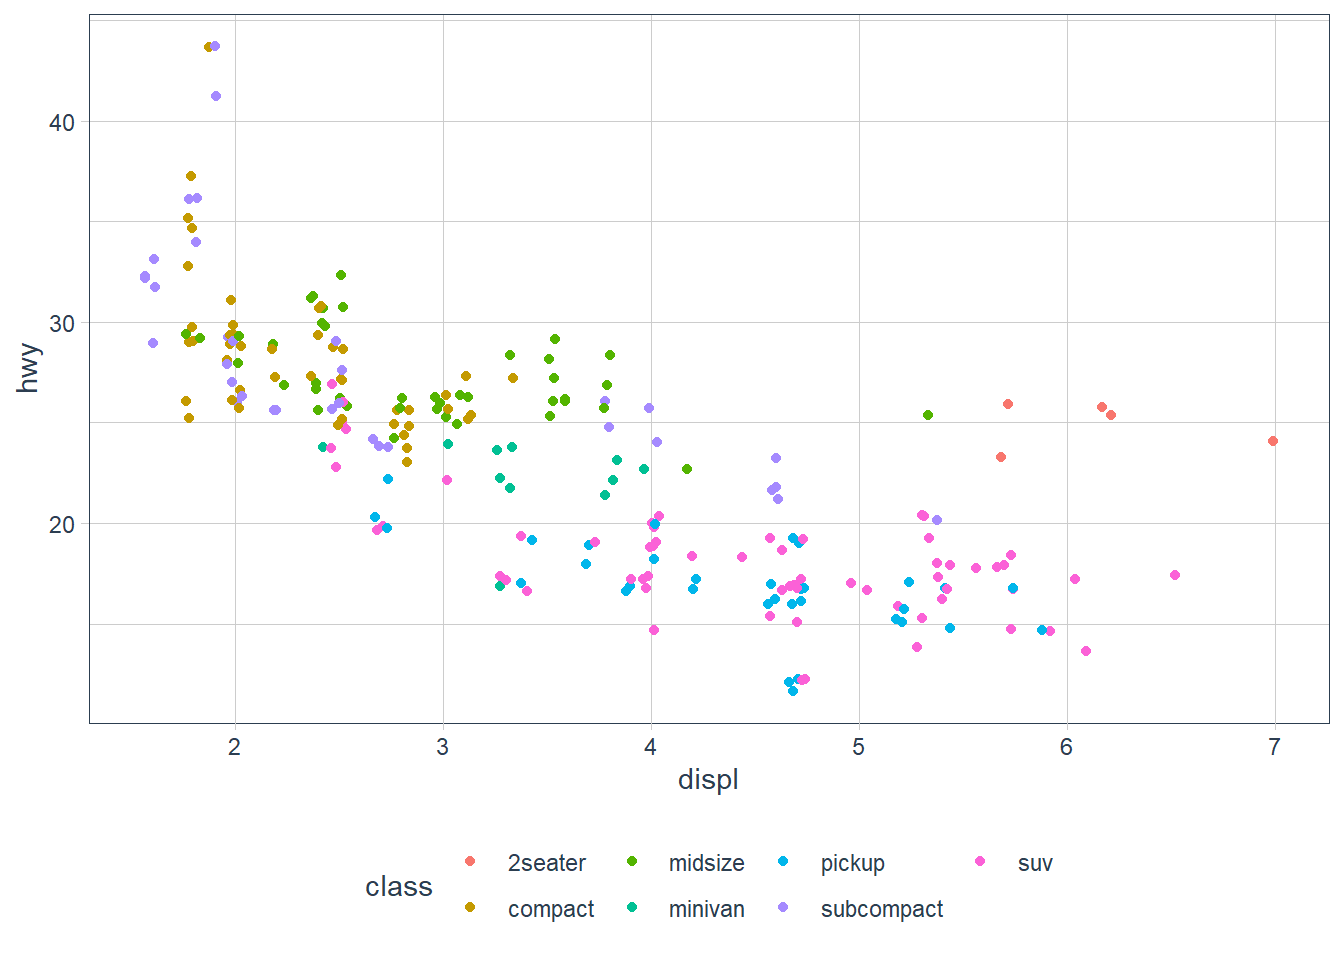 40
30
20
hwy
2 3 4 5 6 7
displ
class
2seater midsize pickup suv
compact minivan subcompact